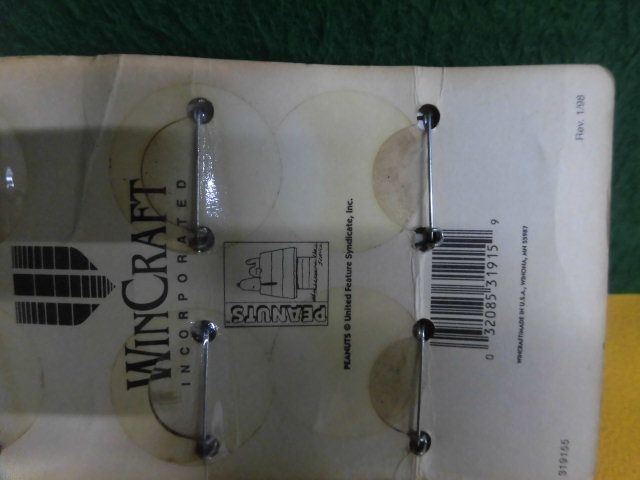 WINCRAFT
INCORPORATED
PEANUTS
PEANUTS © United Feature Syndicate, Inc.
0 32085 31915 9
WINCRAFT/MADE IN U.S.A., WINONA, MN 55987
Rev. 1/98
319155